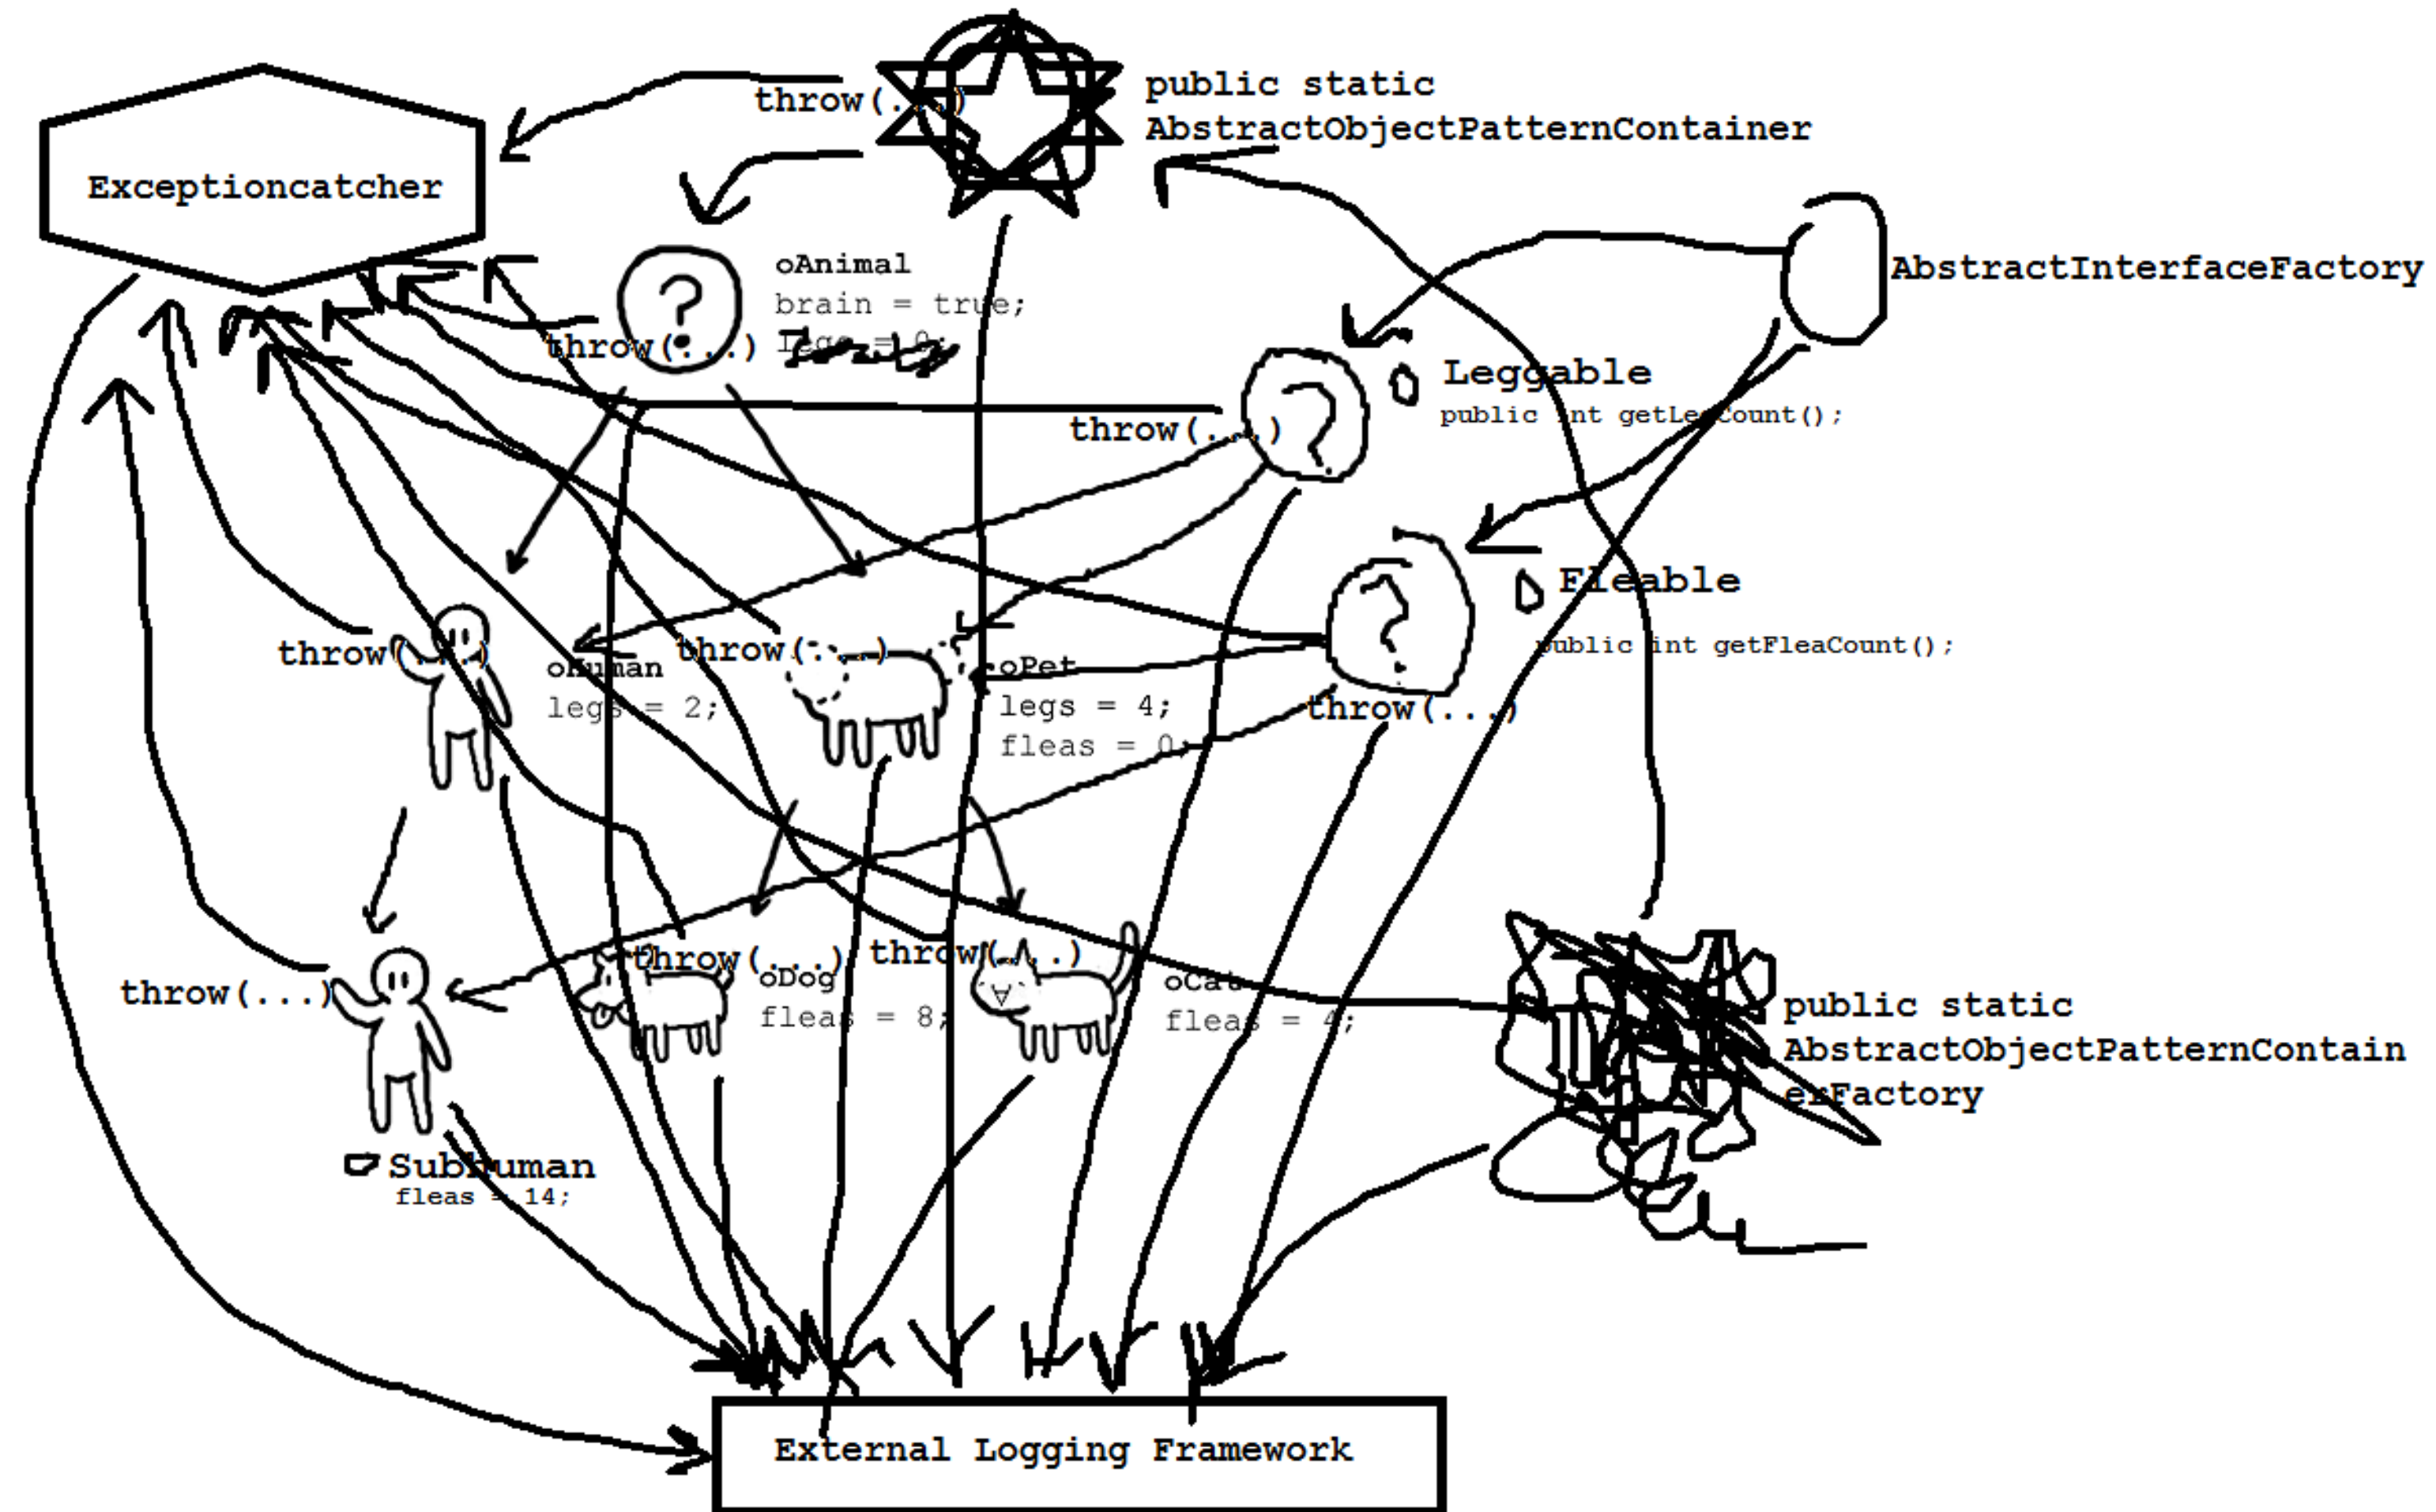 public static
AbstractObjectPatternContainer
throw(...)
Exceptioncatcher
oAnimal
brain = true;
legs = 0;
throw(...)
AbstractInterfaceFactory
Leggable
public int getLegCount();
throw(...)
Fleable
public int getFleaCount();
throw(...)
throw(...)
oHuman
legs = 2;
throw(...)
oPet
legs = 4;
fleas = 0;
throw(...)
oDog
fleas = 8;
throw(...)
oCat
fleas = 4;
throw(...)
Subhuman
fleas = 14;
public static
AbstractObjectPatternContain
erFactory
External Logging Framework